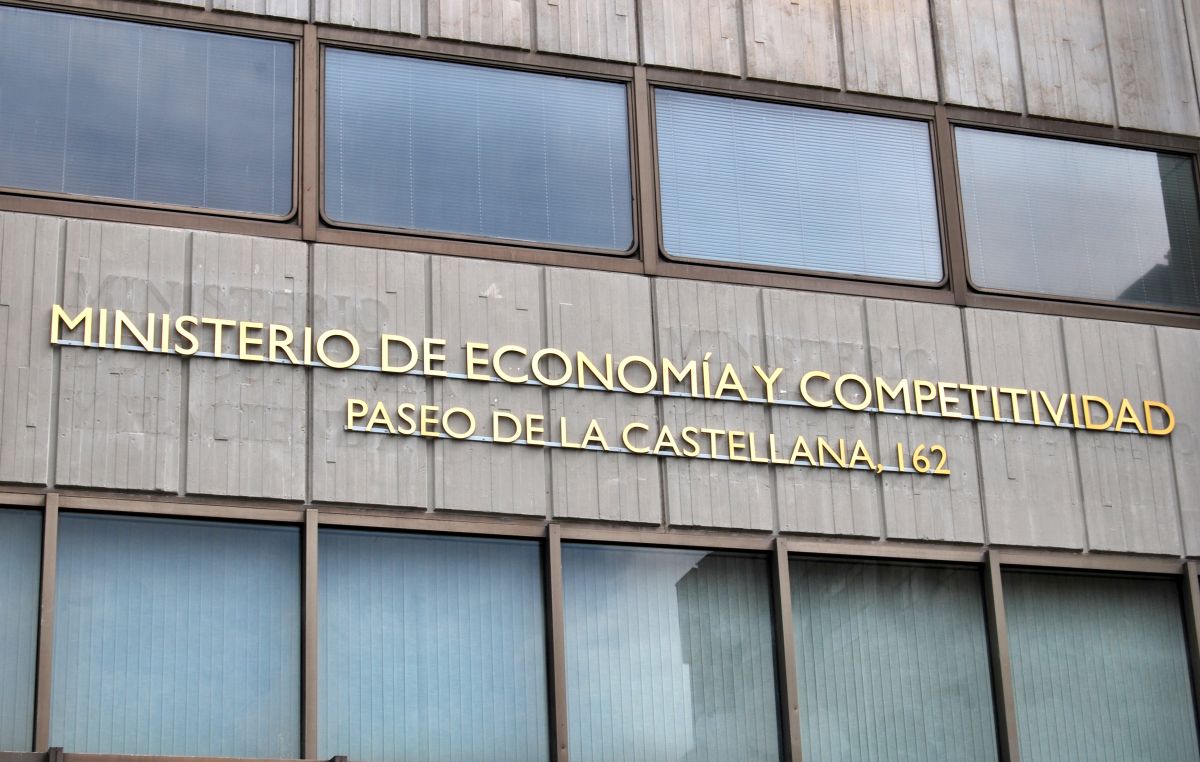 MINISTERIO DE ECONOMÍA Y COMPETITIVIDAD
PASEO DE LA CASTELLANA, 162